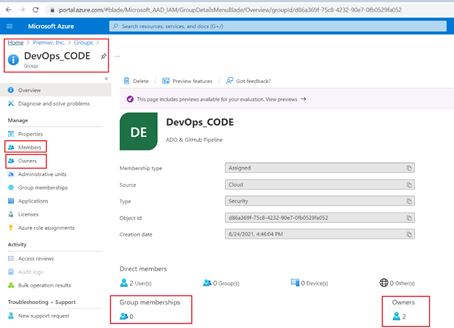 portal.azure.com/#blade/Microsoft_AAD_IAM/GroupDetailsMenuBlade/Overview/groupId/d86a369f-75c8-4232-90e7-0fb0529fa052
Microsoft Azure
Search resources, services, and docs (G+/)
Home > Premier, Inc. > Groups >
DevOps_CODE
Group
Overview
Diagnose and solve problems
Manage
Properties
Members
Owners
Administrative units
Group memberships
Applications
Licenses
Azure role assignments
Activity
Access reviews
Audit logs
Bulk operation results
Troubleshooting + Support
New support request
Delete
Preview features
Got feedback?
This page includes previews available for your evaluation. View previews →
DE
DevOps_CODE
ADO & GitHub Pipeline
Membership type
Assigned
Source
Cloud
Type
Security
Object Id
d86a369f-75c8-4232-90e7-0fb0529fa052
Creation date
8/24/2021, 4:46:04 PM
Direct members
2 User(s)
0 Group(s)
0 Device(s)
0 Other(s)
Group memberships
0
Owners
2